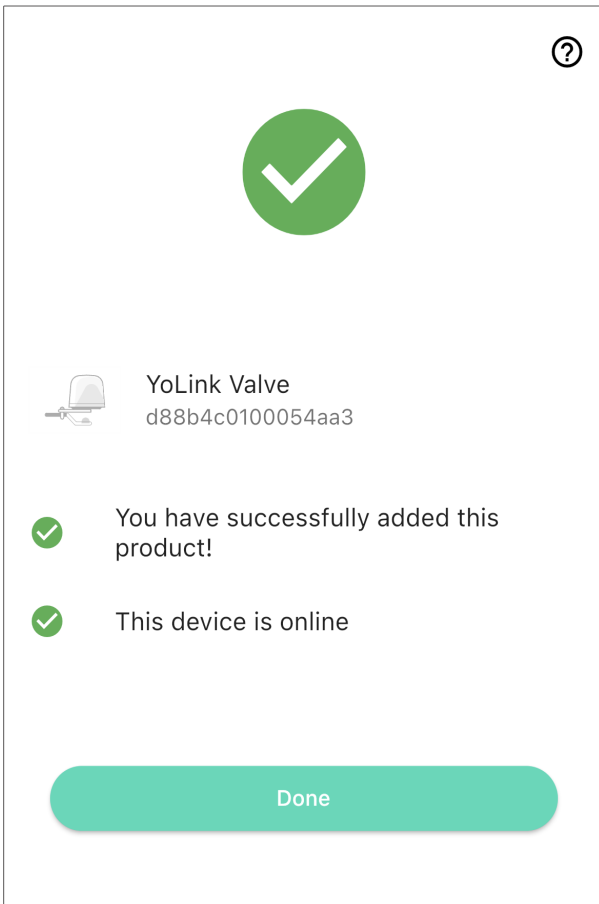 YoLink Valve
d88b4c0100054aa3
You have successfully added this
product!
This device is online
Done